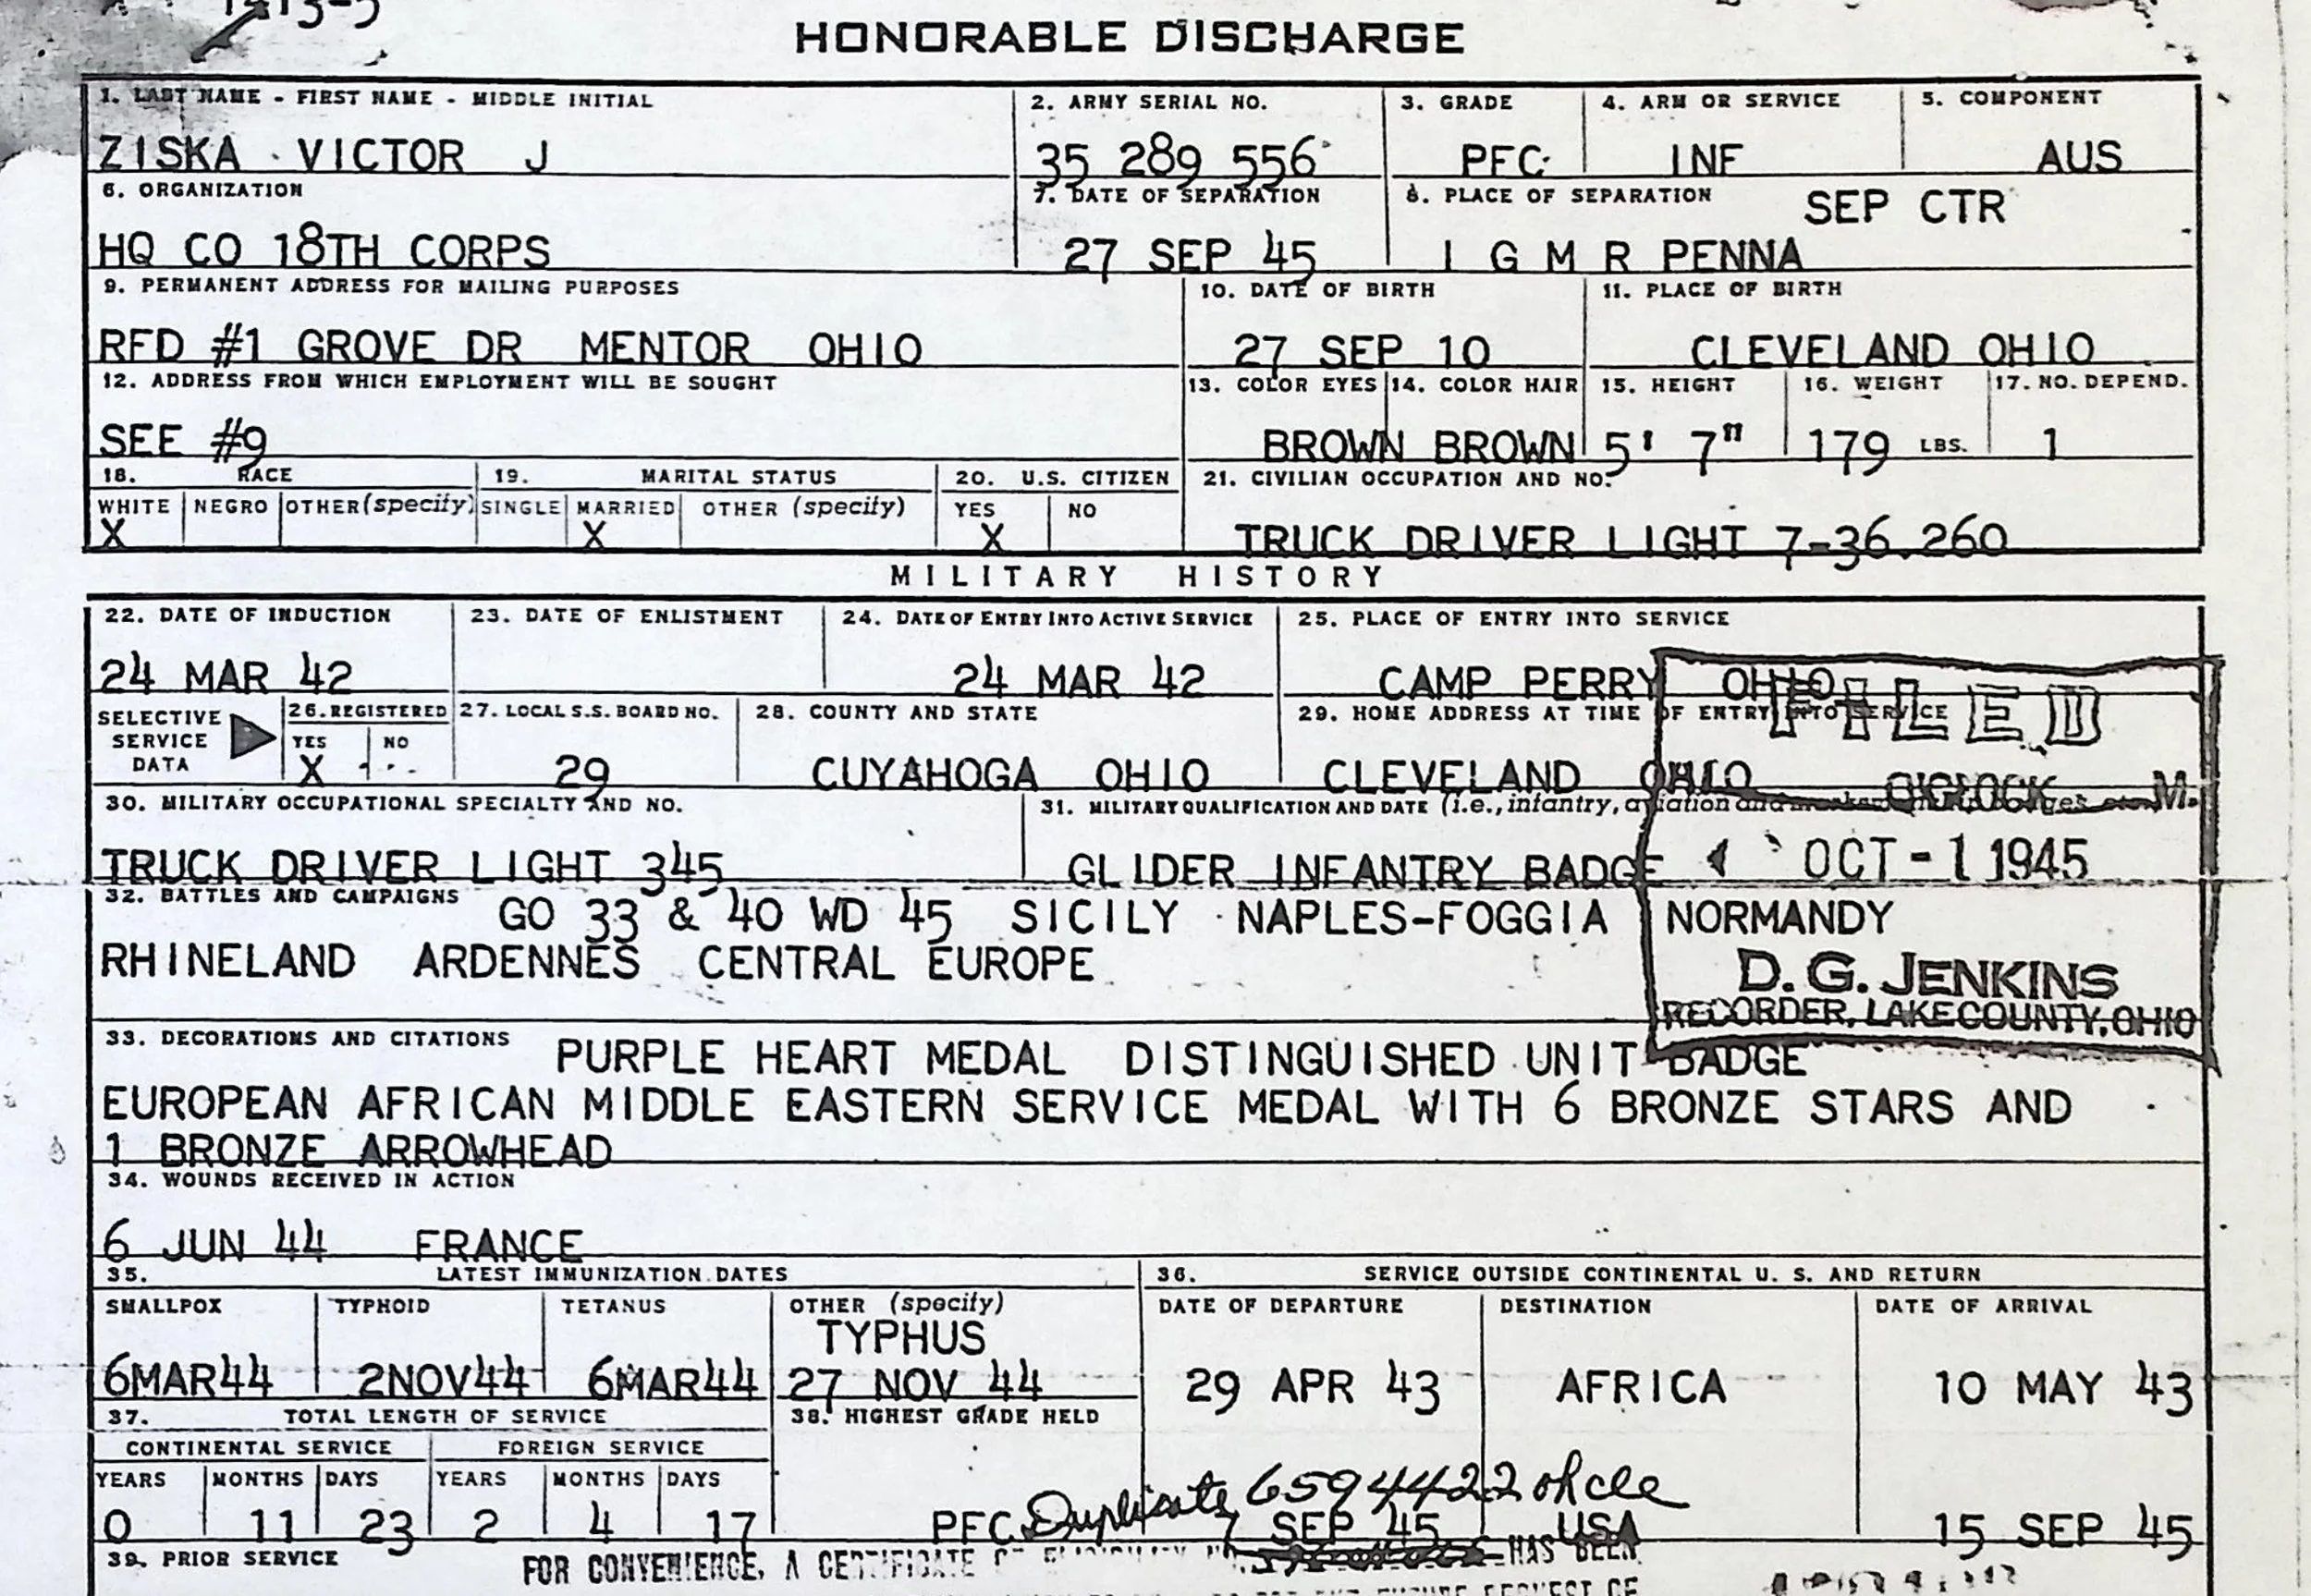 1413-5
HONORABLE DISCHARGE
1. LAST NAME - FIRST NAME - MIDDLE INITIAL
ZISKA VICTOR J
2. ARMY SERIAL NO.
35 289 556
3. GRADE
PFC
4. ARM OR SERVICE
INF
5. COMPONENT
AUS
6. ORGANIZATION
HQ CO 18TH CORPS
7. DATE OF SEPARATION
27 SEP 45
8. PLACE OF SEPARATION
SEP CTR
I G M R PENNA
9. PERMANENT ADDRESS FOR MAILING PURPOSES
RFD #1 GROVE DR MENTOR OHIO
10. DATE OF BIRTH
27 SEP 10
11. PLACE OF BIRTH
CLEVELAND OHIO
12. ADDRESS FROM WHICH EMPLOYMENT WILL BE SOUGHT
SEE #9
13. COLOR EYES
BROWN
14. COLOR HAIR
BROWN
15. HEIGHT
5' 7"
16. WEIGHT
179 LBS.
17. NO. DEPEND.
1
18. RACE
WHITE NEGRO OTHER (specify)
X
19. MARITAL STATUS
SINGLE MARRIED OTHER (specify)
X
20. U.S. CITIZEN
YES NO
X
21. CIVILIAN OCCUPATION AND NO.
TRUCK DRIVER LIGHT 7-36.260
MILITARY HISTORY
22. DATE OF INDUCTION
24 MAR 42
23. DATE OF ENLISTMENT
24. DATE OF ENTRY INTO ACTIVE SERVICE
24 MAR 42
25. PLACE OF ENTRY INTO SERVICE
CAMP PERRY OHIO
SELECTIVE
SERVICE
DATA
26. REGISTERED
YES NO
X
27. LOCAL S.S. BOARD NO.
29
28. COUNTY AND STATE
CUYAHOGA OHIO
29. HOME ADDRESS AT TIME OF ENTRY INTO SERVICE
CLEVELAND OHIO
FILED
O'CLOCK M.
OCT - 1 1945
D. G. JENKINS
RECORDER, LAKE COUNTY, OHIO
30. MILITARY OCCUPATIONAL SPECIALTY AND NO.
TRUCK DRIVER LIGHT 345
31. MILITARY QUALIFICATION AND DATE (i.e., infantry, aviation and
GLIDER INFANTRY BADGE
32. BATTLES AND CAMPAIGNS
GO 33 & 40 WD 45 SICILY NAPLES-FOGGIA NORMANDY
RHINELAND ARDENNES CENTRAL EUROPE
33. DECORATIONS AND CITATIONS
PURPLE HEART MEDAL DISTINGUISHED UNIT BADGE
EUROPEAN AFRICAN MIDDLE EASTERN SERVICE MEDAL WITH 6 BRONZE STARS AND
1 BRONZE ARROWHEAD
34. WOUNDS RECEIVED IN ACTION
6 JUN 44 FRANCE
35. LATEST IMMUNIZATION DATES
SMALLPOX TYPHOID TETANUS OTHER (specify)
TYPHUS
6MAR44 2NOV44 6MAR44 27 NOV 44
36. SERVICE OUTSIDE CONTINENTAL U. S. AND RETURN
DATE OF DEPARTURE DESTINATION DATE OF ARRIVAL
29 APR 43 AFRICA 10 MAY 43
7 SEP 45 USA 15 SEP 45
37. TOTAL LENGTH OF SERVICE
CONTINENTAL SERVICE FOREIGN SERVICE
YEARS MONTHS DAYS YEARS MONTHS DAYS
0 11 23 2 4 17
38. HIGHEST GRADE HELD
PFC
Duplicate 6594422
39. PRIOR SERVICE
FOR CONVENIENCE, A CERTIFICATE OF ELIGIBILITY NO. HAS BEEN